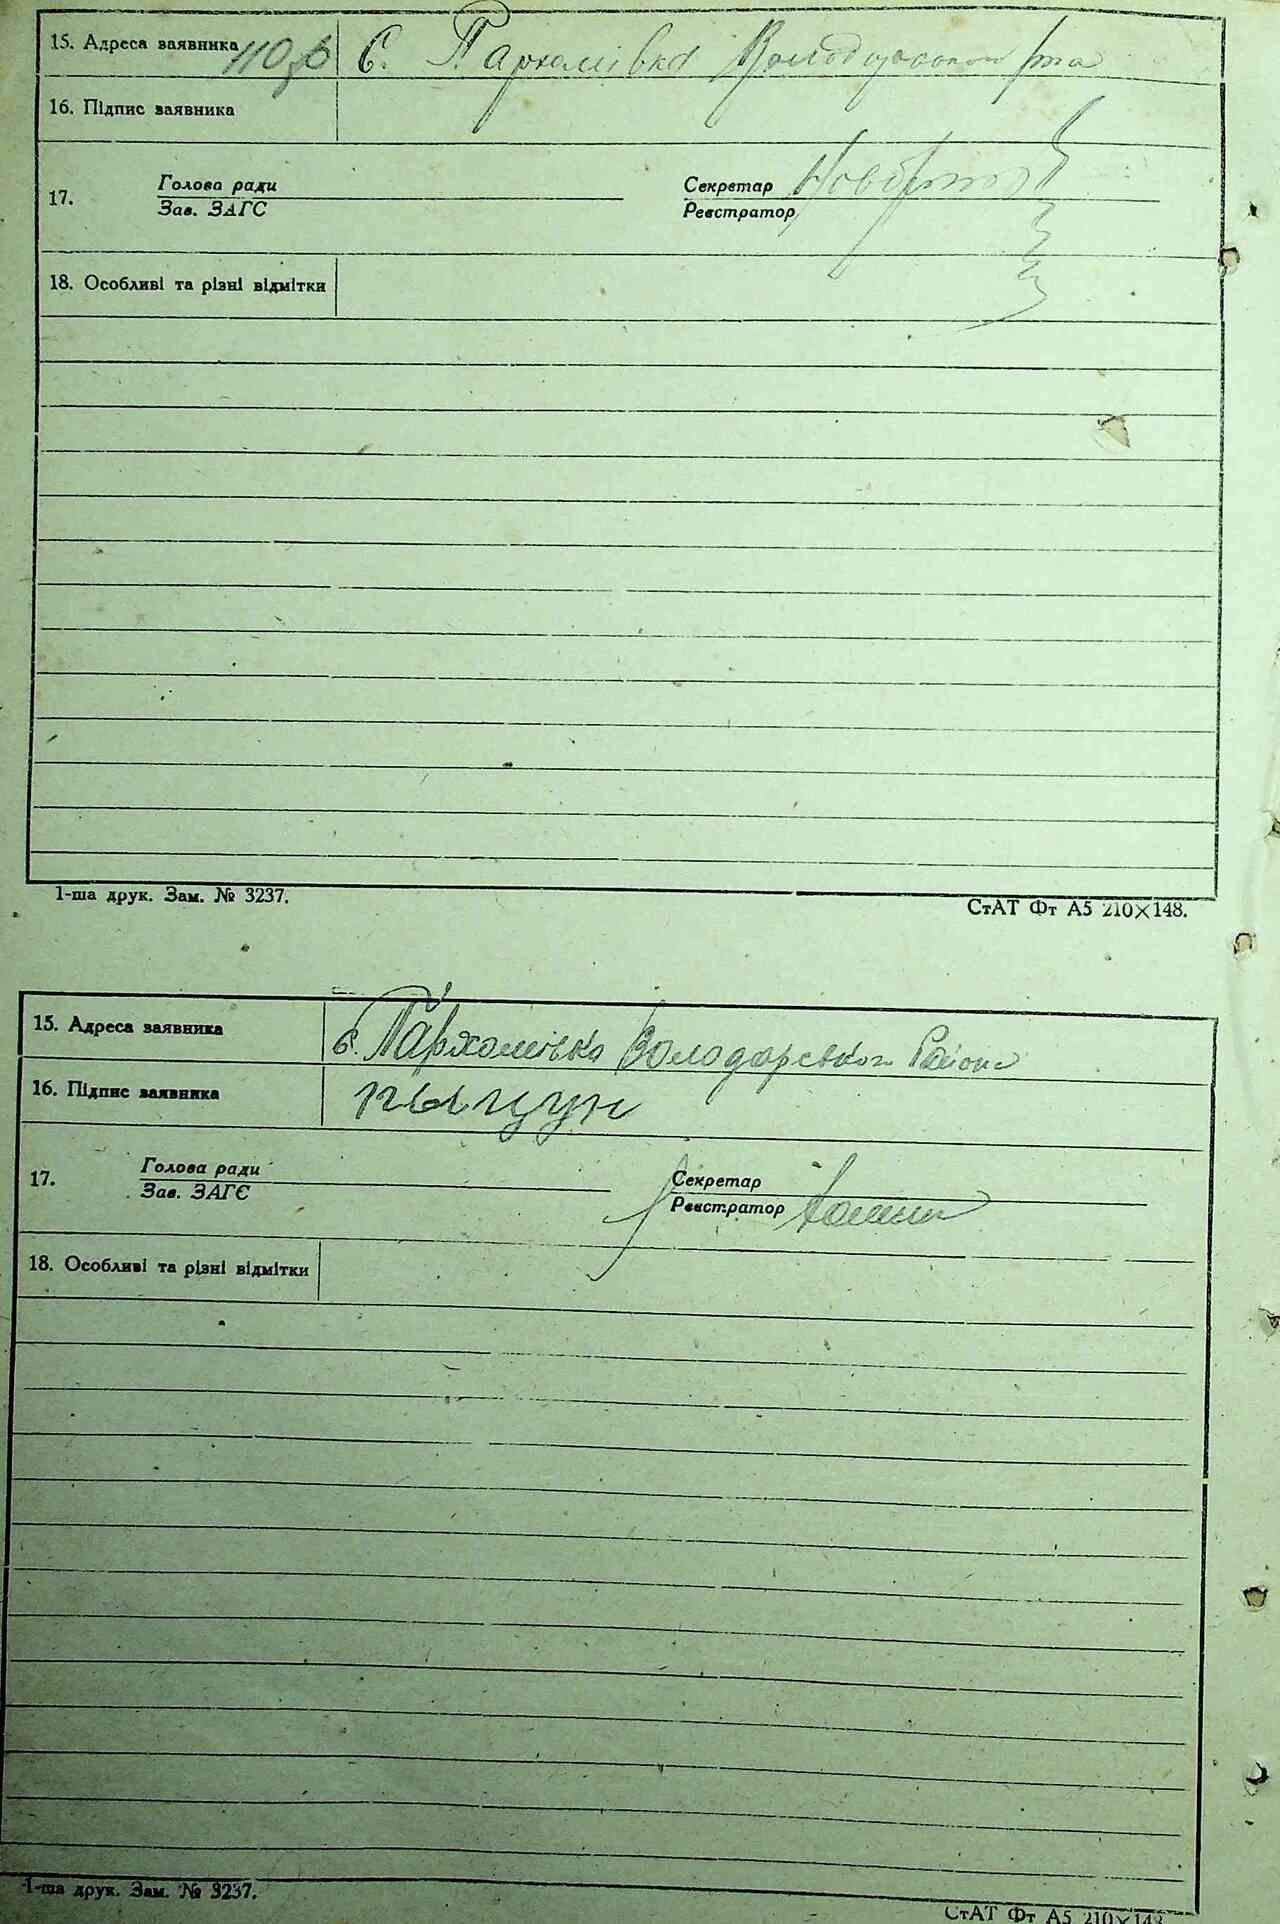 15. Адреса заявника 110зв с. Пархомівка Володарського р-на
16. Підпис заявника
17. Голова ради Секретар
Зав. ЗАГС Реєстратор
18. Особливі та різні відмітки
1-ша друк. Зам. № 3237. СтАТ Фт А5 210×148.
15. Адреса заявника с. Пархомівка Володарського Района
16. Підпис заявника
17. Голова ради Секретар
Зав. ЗАГС Реєстратор
18. Особливі та різні відмітки
1-ша друк. Зам. № 3237.
СтАТ Фт А5 210×148